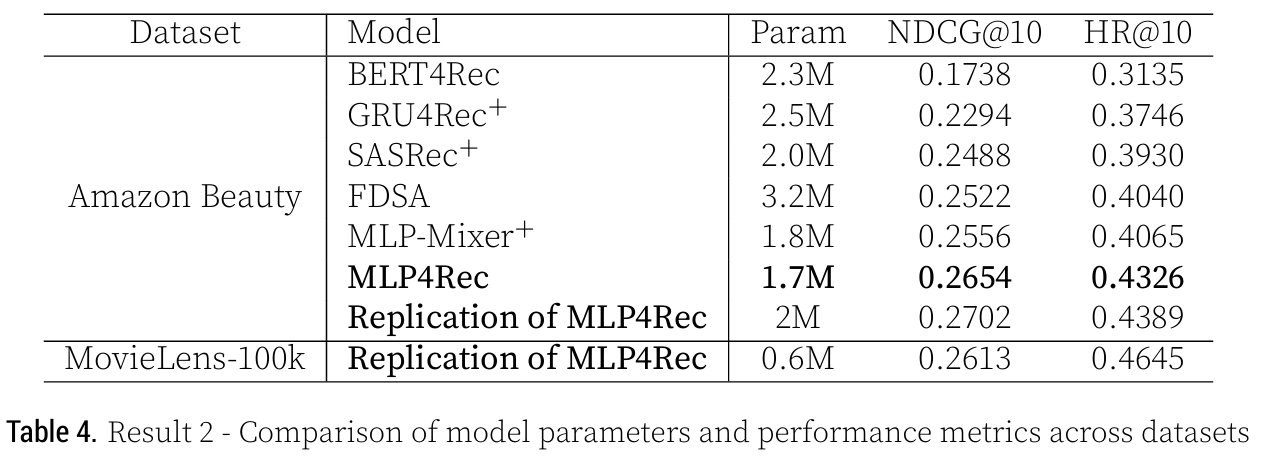 Dataset Model Param NDCG@10 HR@10
BERT4Rec 2.3M 0.1738 0.3135
GRU4Rec+ 2.5M 0.2294 0.3746
SASRec+ 2.0M 0.2488 0.3930
Amazon Beauty FDSA 3.2M 0.2522 0.4040
MLP-Mixer+ 1.8M 0.2556 0.4065
MLP4Rec 1.7M 0.2654 0.4326
Replication of MLP4Rec 2M 0.2702 0.4389
MovieLens-100k Replication of MLP4Rec 0.6M 0.2613 0.4645
Table 4. Result 2 - Comparison of model parameters and performance metrics across datasets